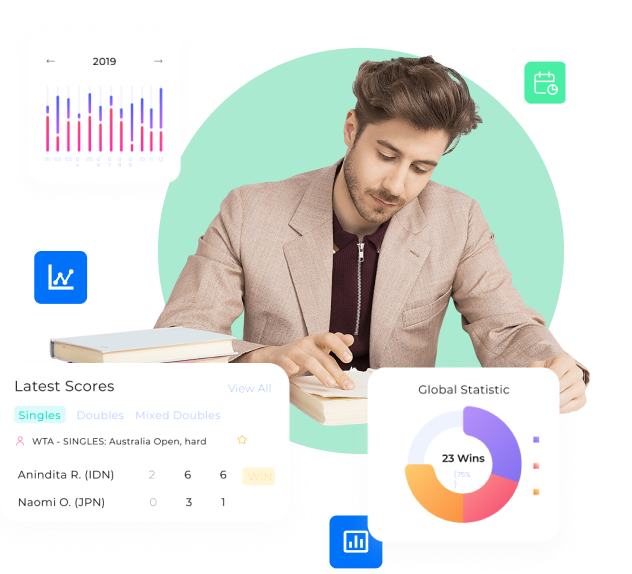 2019
Latest Scores
View All
Singles Doubles Mixed Doubles
WTA - SINGLES: Australia Open, hard
Anindita R. (IDN) 2 6 6 WIN
Naomi O. (JPN) 0 3 1
Global Statistic
23 Wins
(75%
)